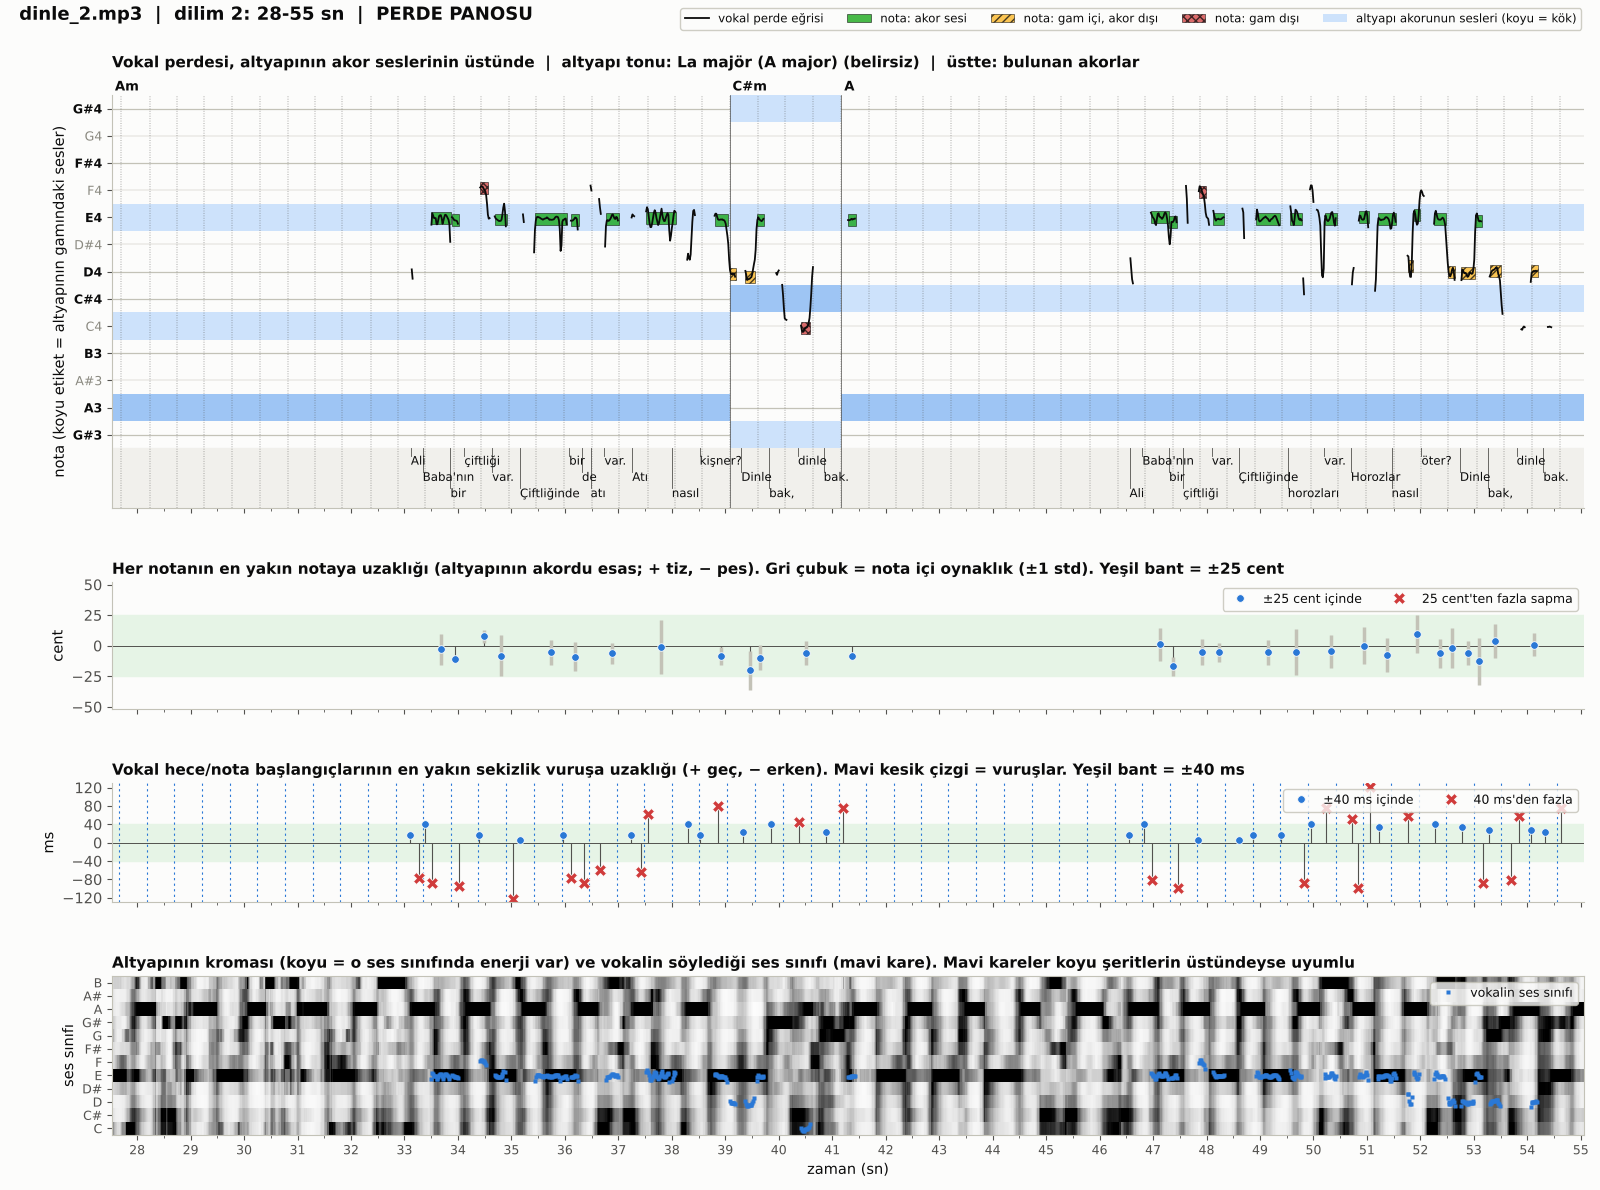 dinle_2.mp3 | dilim 2: 28-55 sn | PERDE PANOSU
vokal perde eğrisi
nota: akor sesi
nota: gam içi, akor dışı
nota: gam dışı
altyapı akorunun sesleri (koyu = kök)
Vokal perdesi, altyapının akor seslerinin üstünde | altyapı tonu: La majör (A major) (belirsiz) | üstte: bulunan akorlar
Am C#m A
nota (koyu etiket = altyapının gamındaki sesler)
G#4
G4
F#4
F4
E4
D#4
D4
C#4
C4
B3
A#3
A3
G#3
Ali çiftliği bir var. kişner? dinle Baba'nın var. var. öter? dinle
Baba'nın var. de Atı Dinle bak. bir Çiftliğinde Horozlar Dinle bak.
bir Çiftliğinde atı nasıl bak, Ali çiftliği horozları nasıl bak,
Her notanın en yakın notaya uzaklığı (altyapının akordu esas; + tiz, − pes). Gri çubuk = nota içi oynaklık (±1 std). Yeşil bant = ±25 cent
cent
50
25
0
−25
−50
±25 cent içinde
25 cent'ten fazla sapma
Vokal hece/nota başlangıçlarının en yakın sekizlik vuruşa uzaklığı (+ geç, − erken). Mavi kesik çizgi = vuruşlar. Yeşil bant = ±40 ms
ms
120
80
40
0
−40
−80
−120
±40 ms içinde
40 ms'den fazla
Altyapının kroması (koyu = o ses sınıfında enerji var) ve vokalin söylediği ses sınıfı (mavi kare). Mavi kareler koyu şeritlerin üstündeyse uyumlu
vokalin ses sınıfı
ses sınıfı
B
A#
A
G#
G
F#
F
E
D#
D
C#
C
28 29 30 31 32 33 34 35 36 37 38 39 40 41 42 43 44 45 46 47 48 49 50 51 52 53 54 55
zaman (sn)